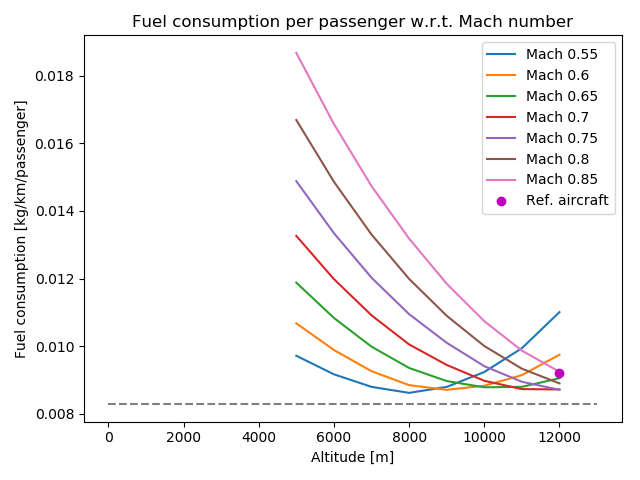 Fuel consumption per passenger w.r.t. Mach number
Mach 0.55
Mach 0.6
Mach 0.65
Mach 0.7
Mach 0.75
Mach 0.8
Mach 0.85
Ref. aircraft
Fuel consumption [kg/km/passenger]
0.018
0.016
0.014
0.012
0.010
0.008
0 2000 4000 6000 8000 10000 12000
Altitude [m]